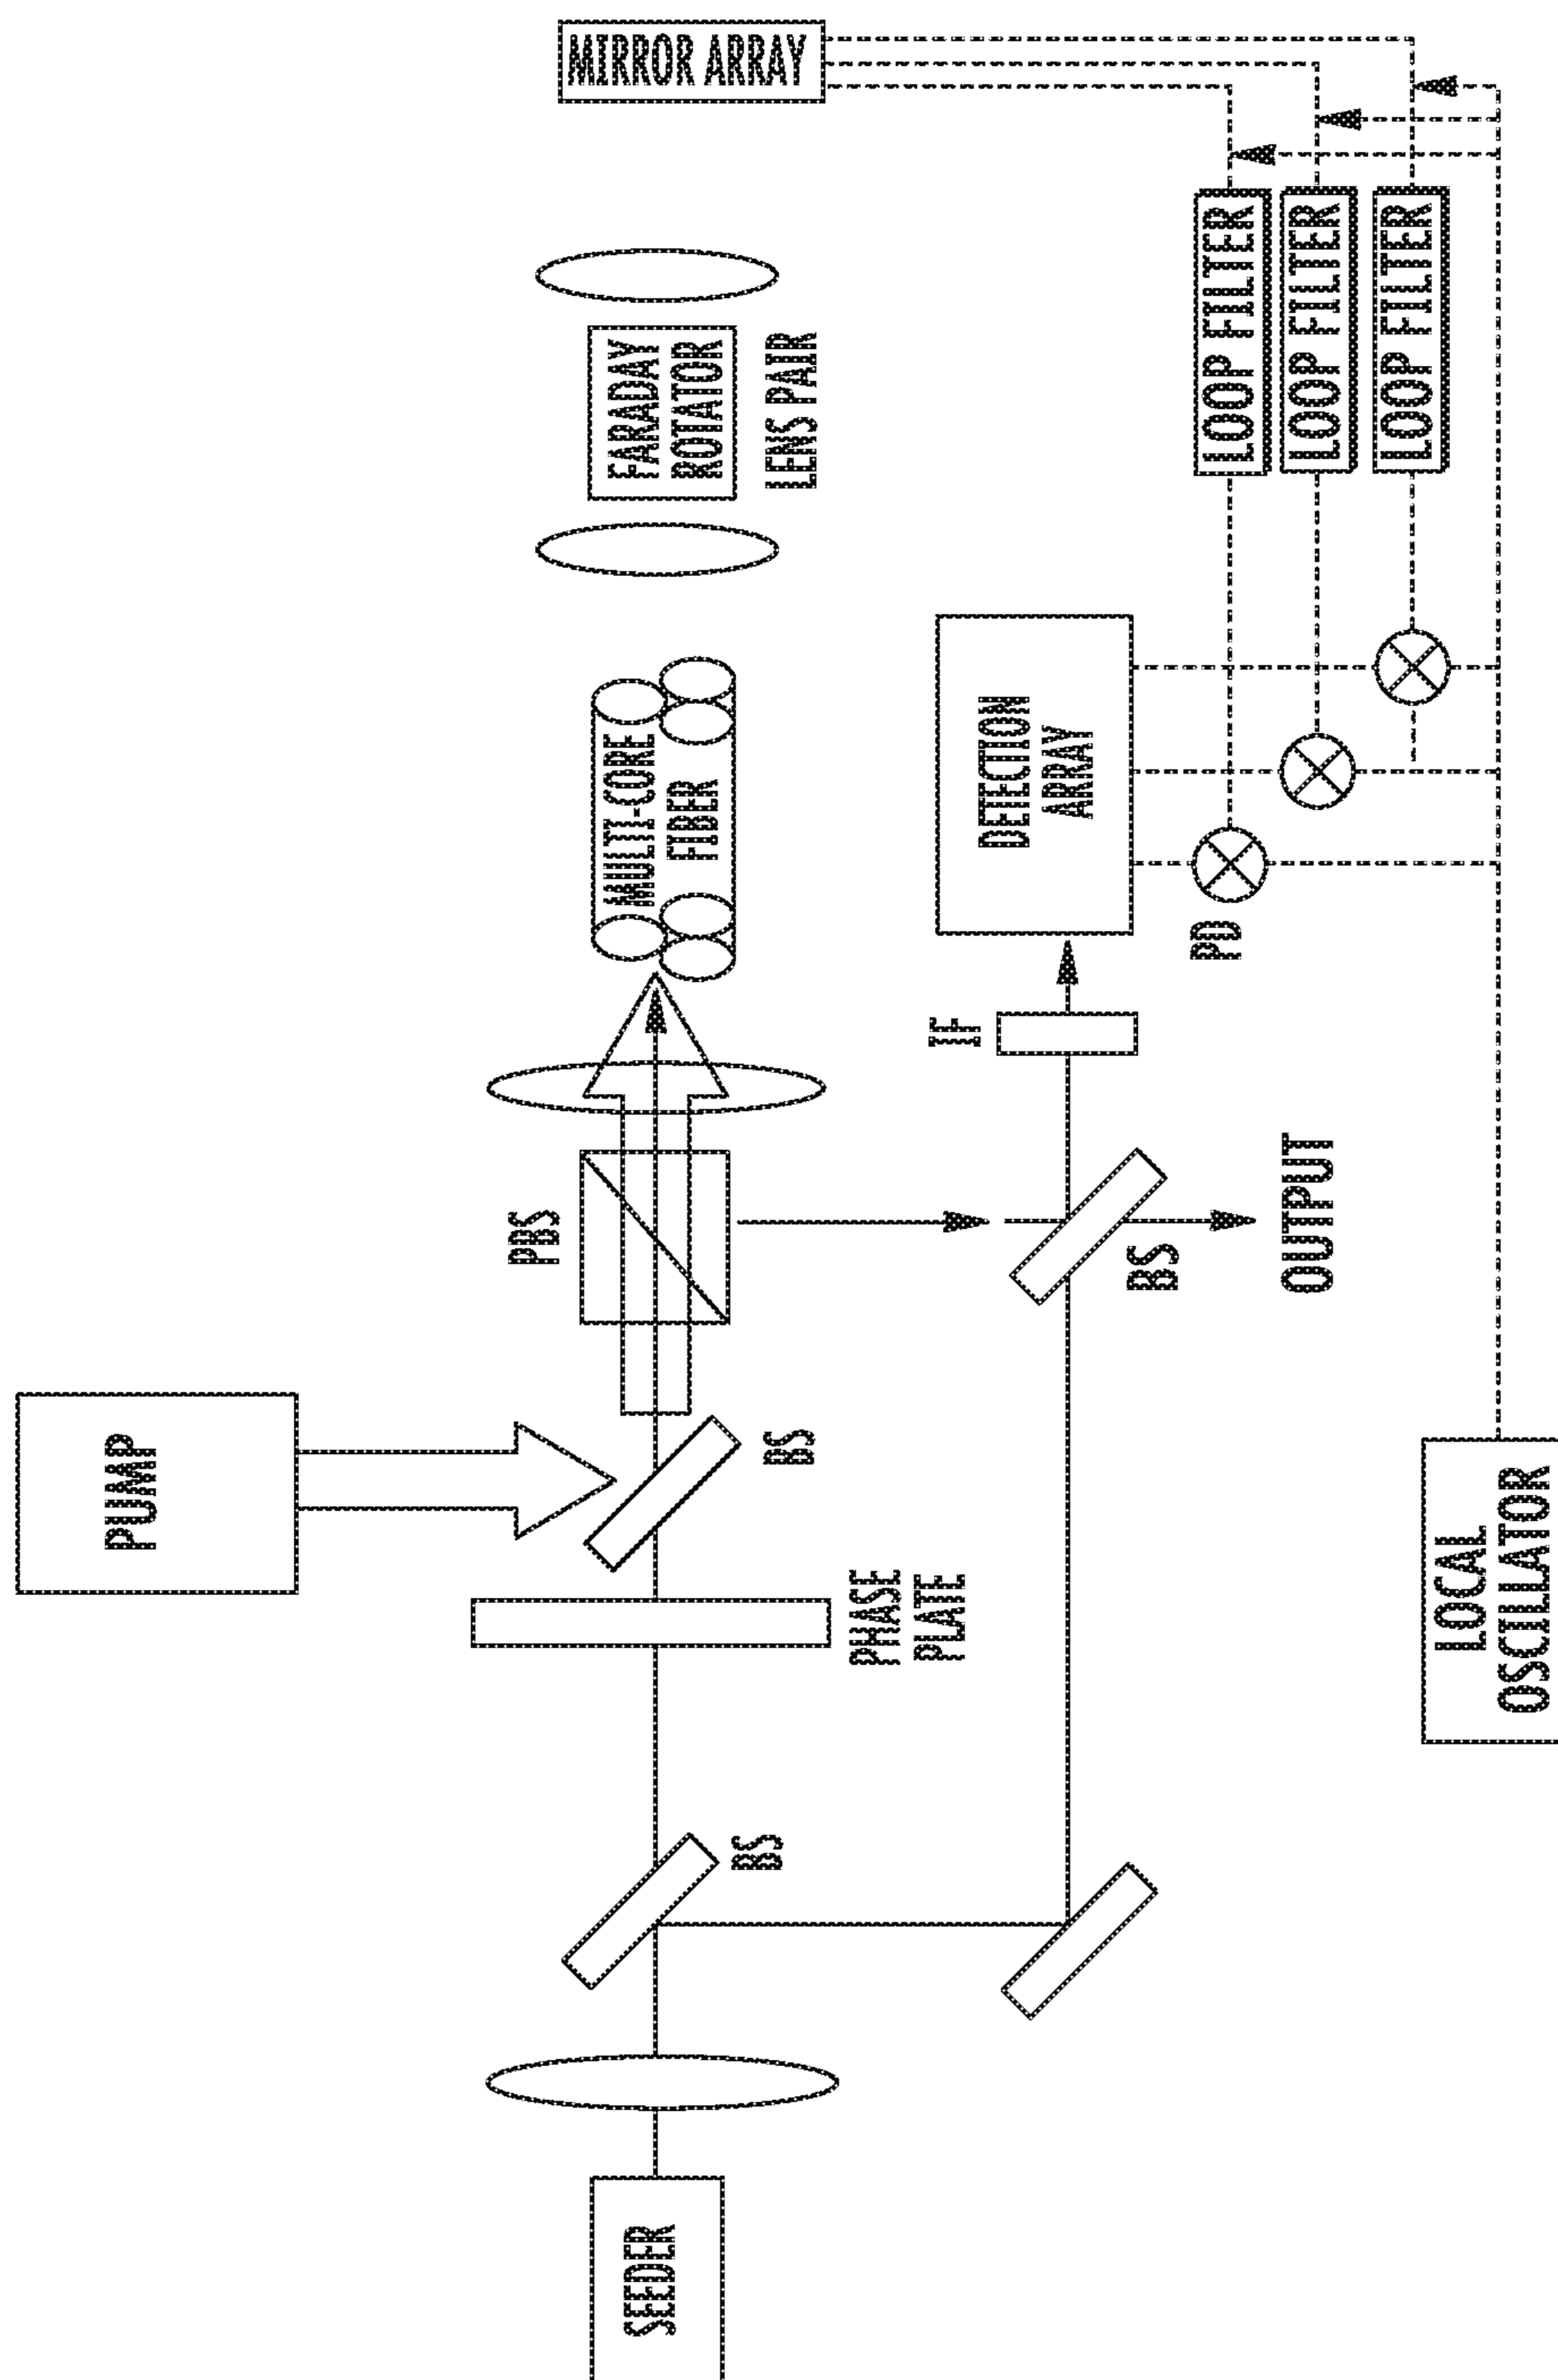 MIRROR ARRAY
FARADAY
ROTATOR
LENS PAIR
LOOP FILTER
LOOP FILTER
LOOP FILTER
MULTI-CORE
FIBER
DETECTION
ARRAY
PD
IF
PBS
BS
OUTPUT
PUMP
BS
PHASE
PLATE
LOCAL
OSCILLATOR
BS
SEEDER